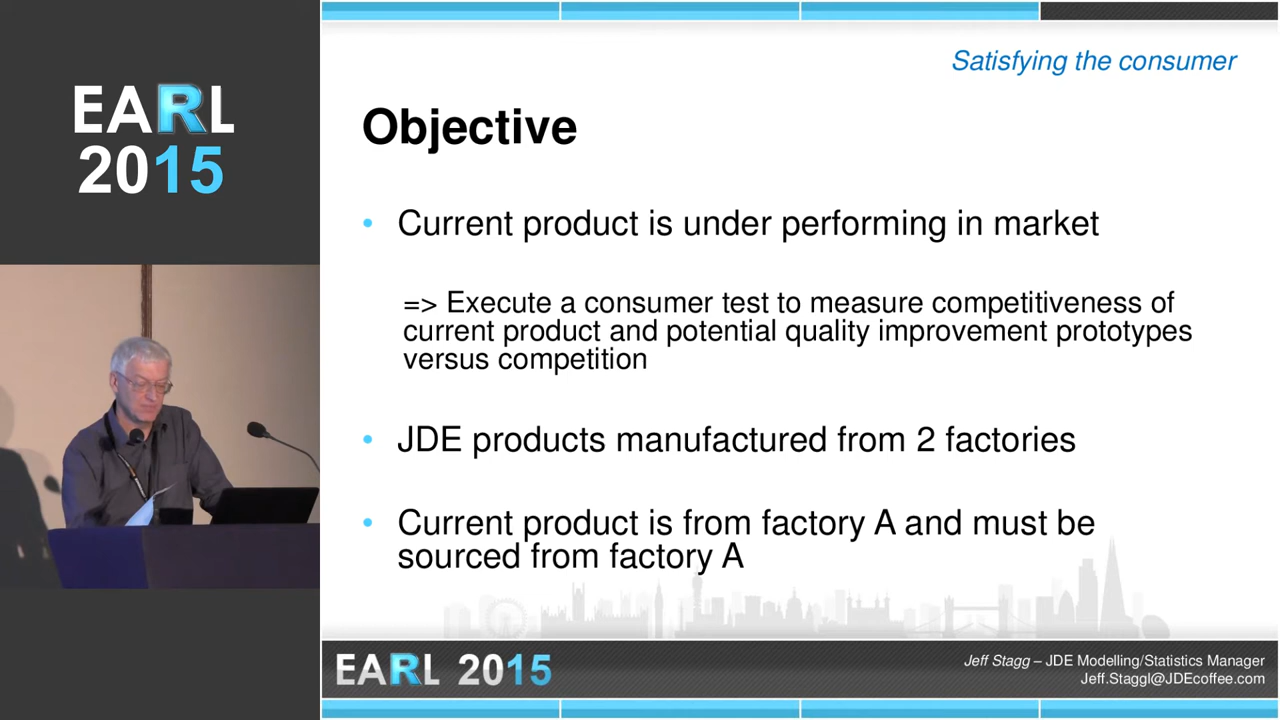 EARL
2015
Satisfying the consumer
Objective
• Current product is under performing in market
=> Execute a consumer test to measure competitiveness of
current product and potential quality improvement prototypes
versus competition
• JDE products manufactured from 2 factories
• Current product is from factory A and must be
sourced from factory A
EARL 2015
Jeff Stagg – JDE Modelling/Statistics Manager
Jeff.Staggl@JDEcoffee.com